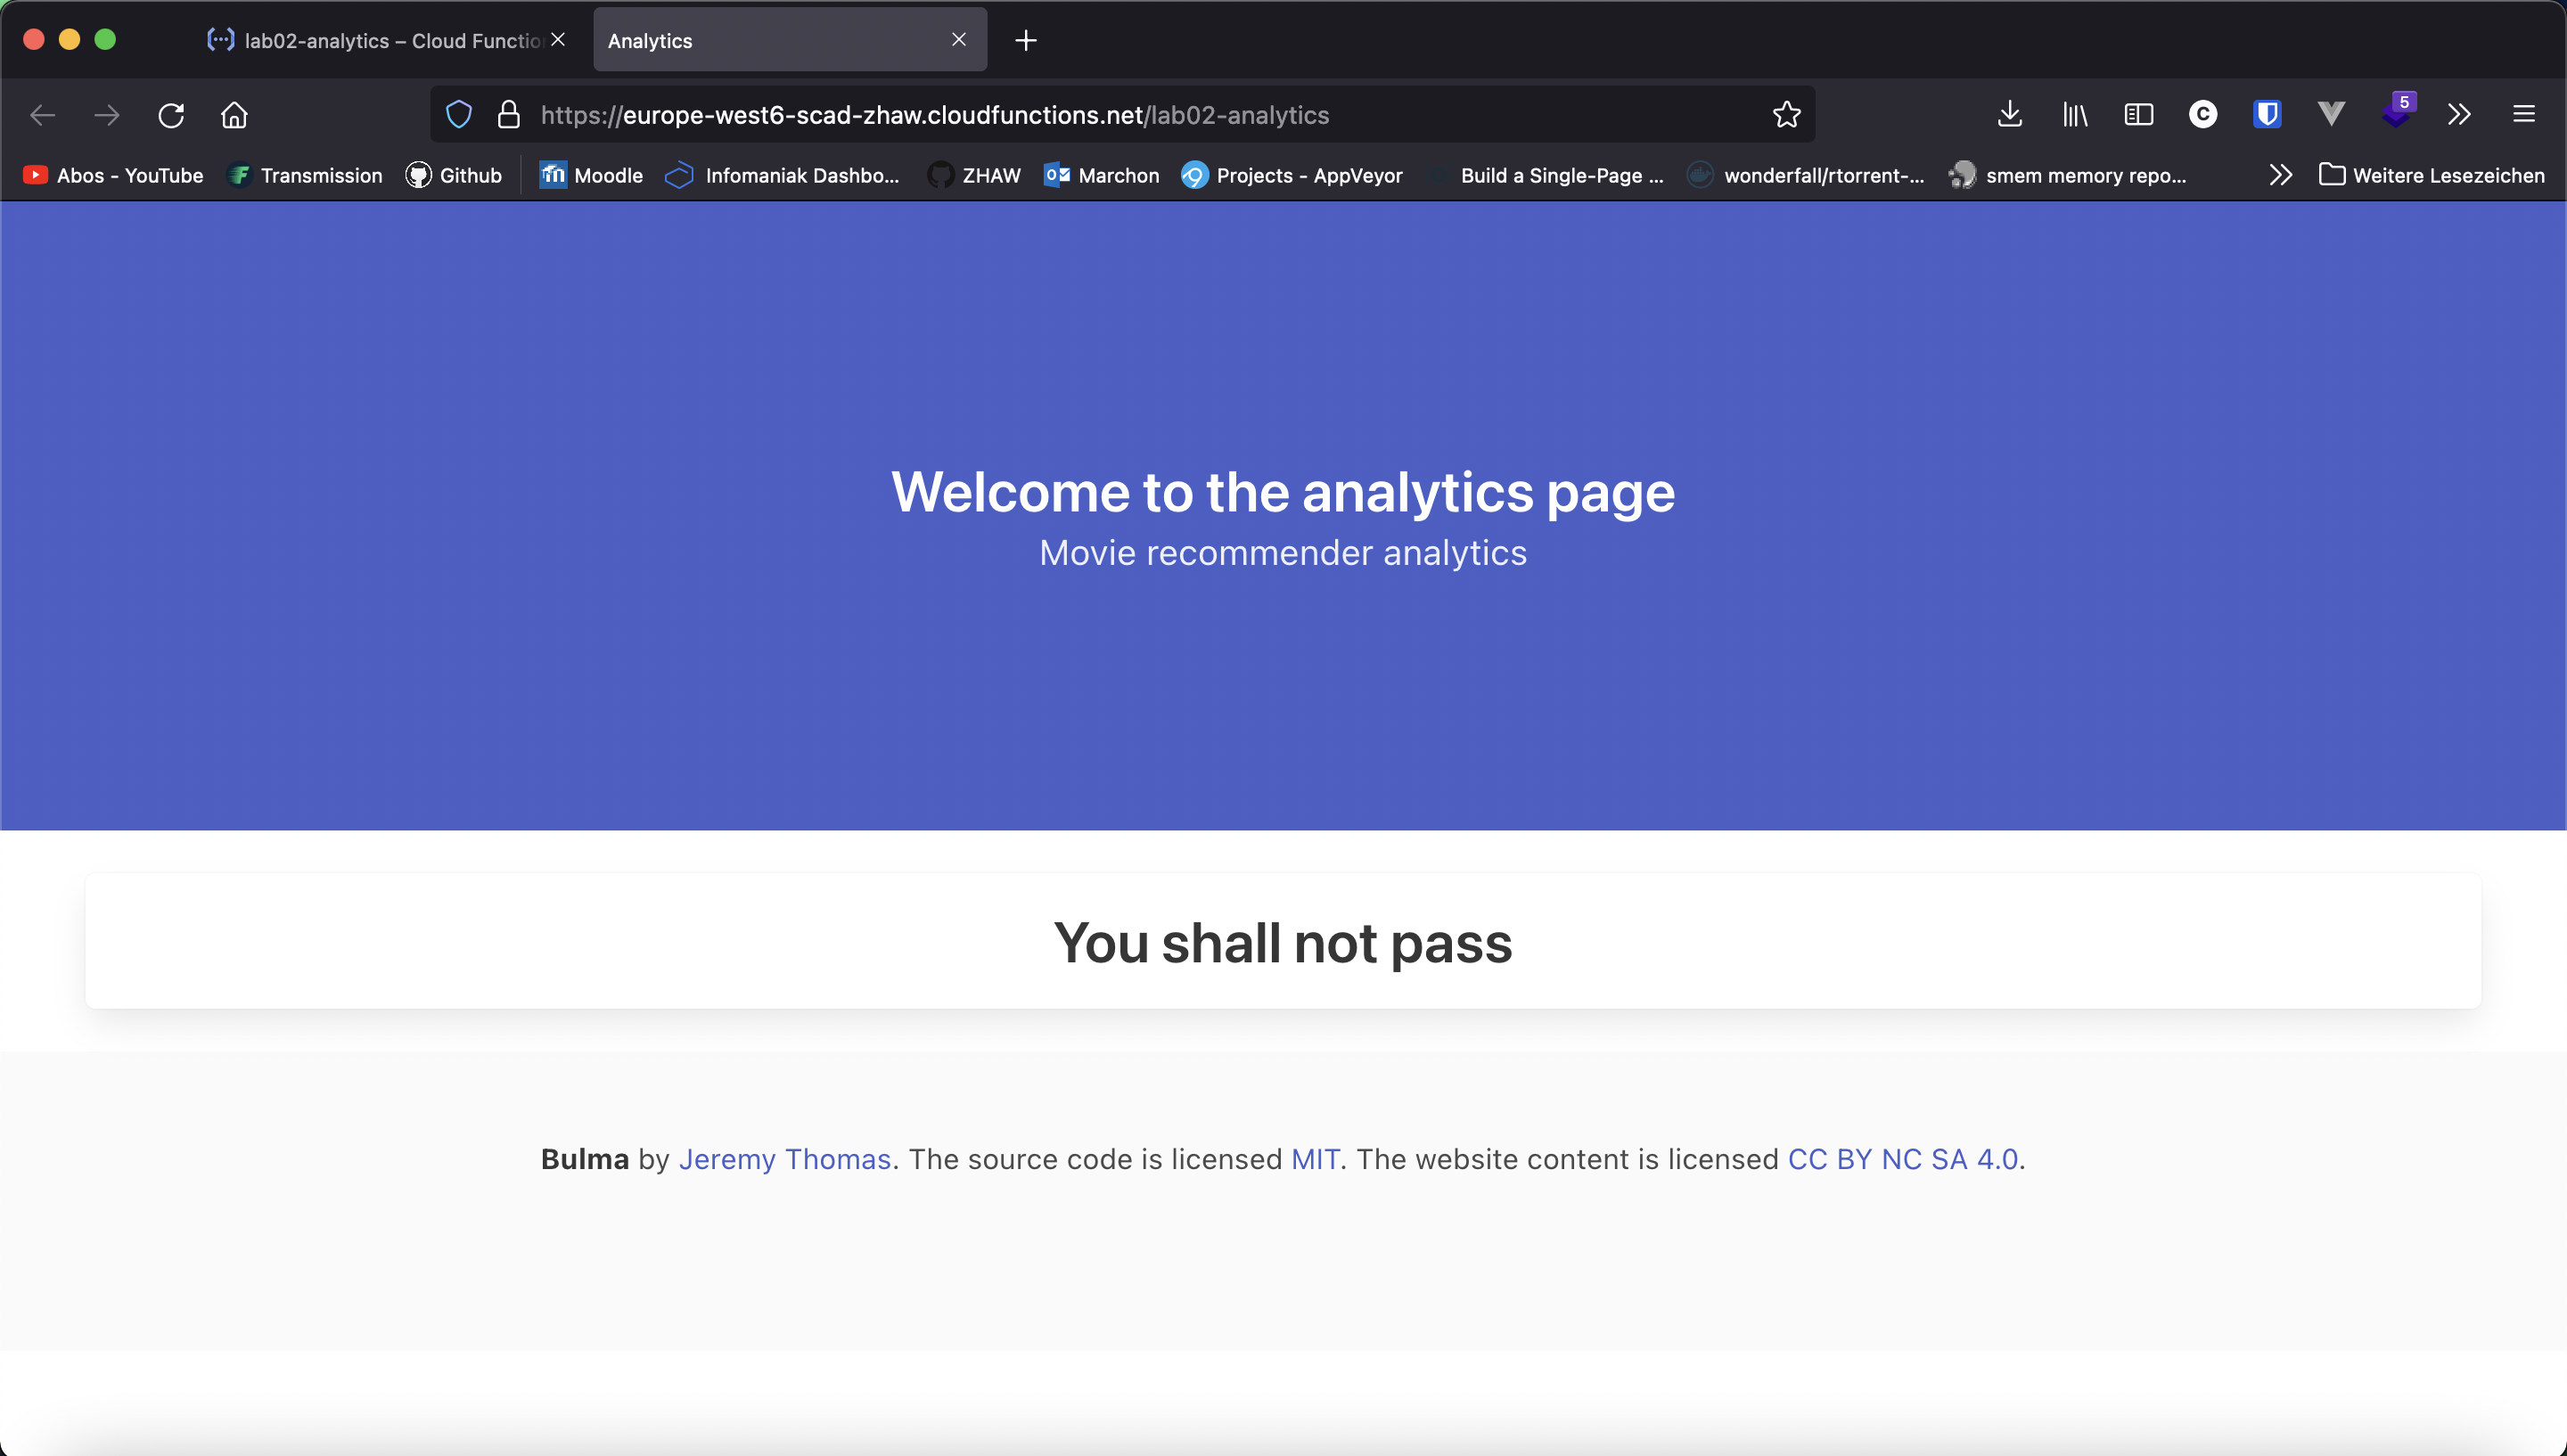 lab02-analytics – Cloud Functio
Analytics
https://europe-west6-scad-zhaw.cloudfunctions.net/lab02-analytics
C
5
Abos - YouTube Transmission Github Moodle Infomaniak Dashbo... ZHAW Marchon Projects - AppVeyor Build a Single-Page ... wonderfall/rtorrent-... smem memory repo... Weitere Lesezeichen
Welcome to the analytics page
Movie recommender analytics
You shall not pass
Bulma by Jeremy Thomas. The source code is licensed MIT. The website content is licensed CC BY NC SA 4.0.